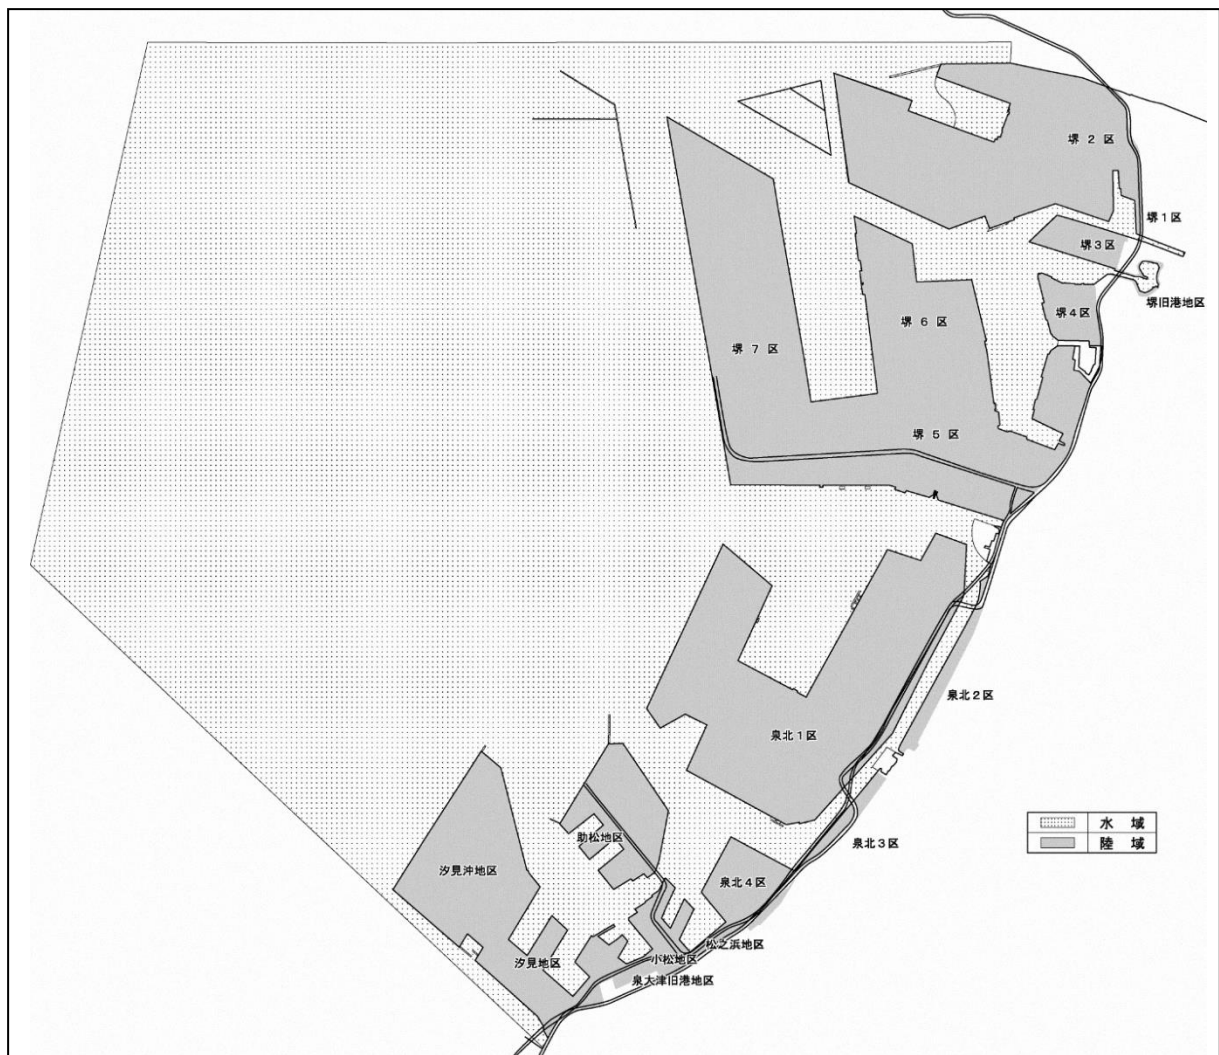 堺 2 区
堺1区
堺3区
堺旧港地区
堺4区
堺 6 区
堺 7 区
堺 5 区
泉北2区
泉北1区
水 域
陸 域
助松地区
泉北3区
汐見沖地区
泉北4区
松之浜地区
小松地区
汐見地区
泉大津旧港地区